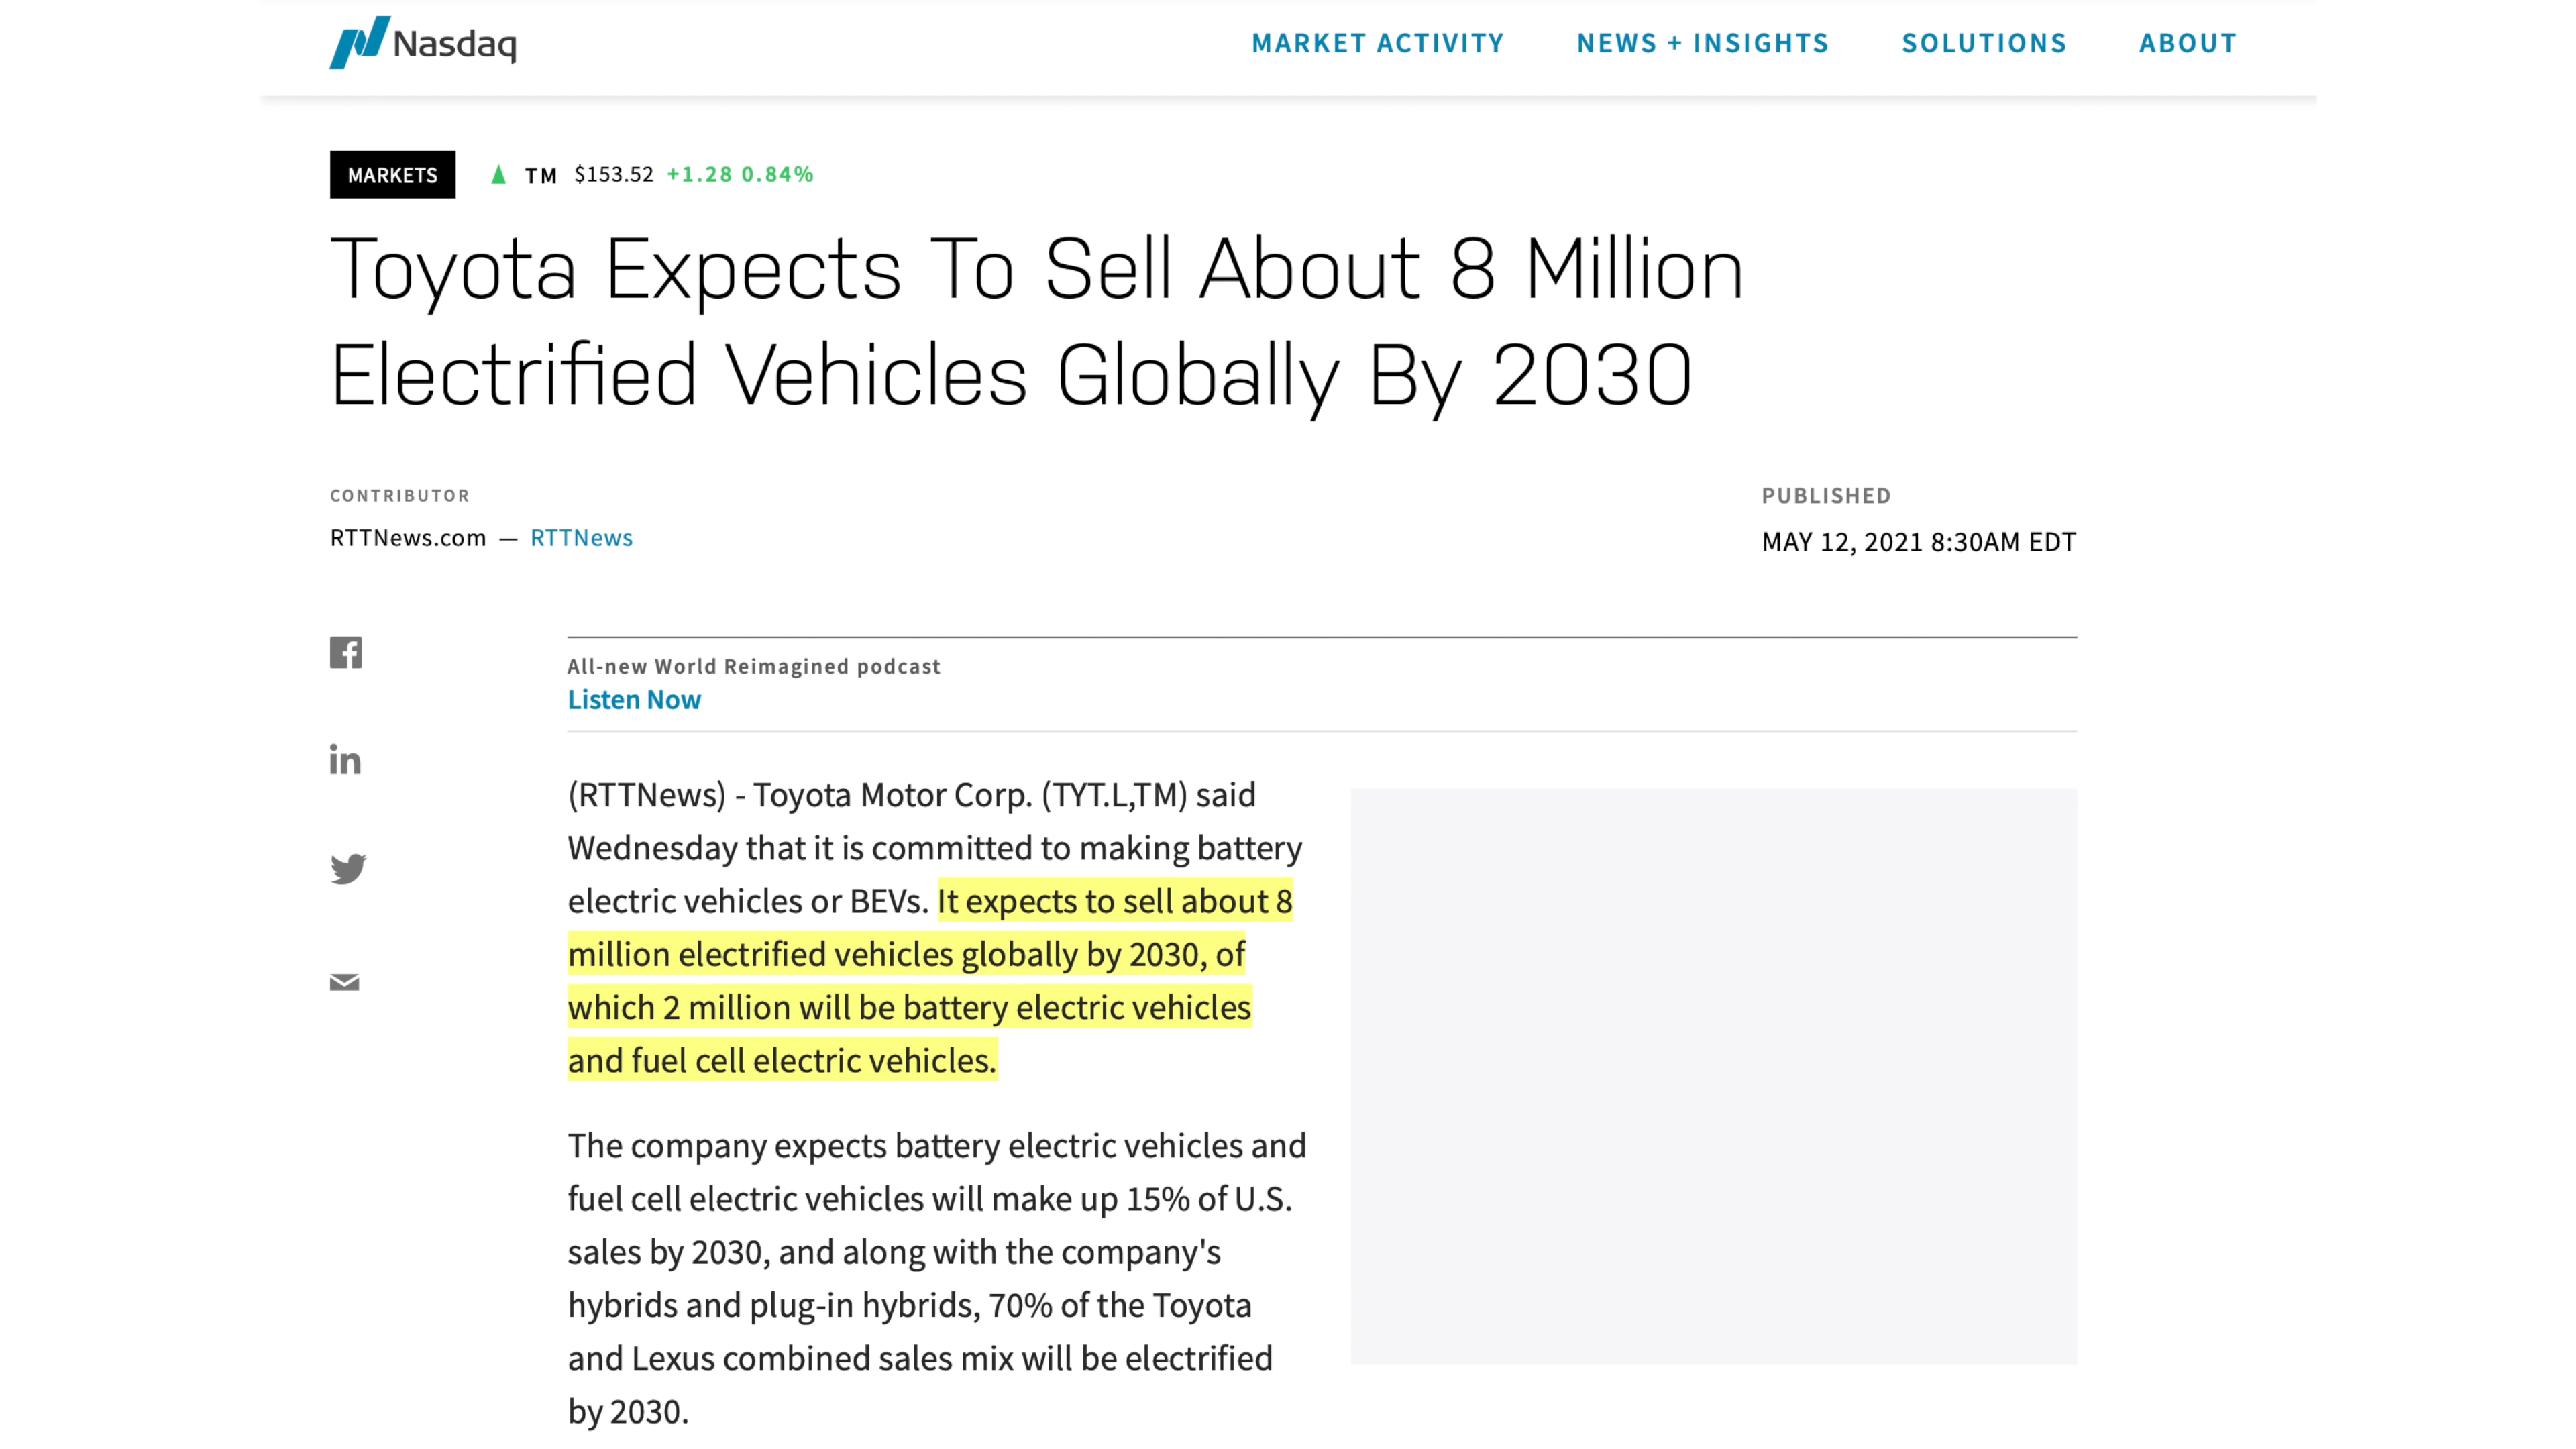 Nasdaq
MARKET ACTIVITY NEWS + INSIGHTS SOLUTIONS ABOUT
MARKETS TM $153.52 +1.28 0.84%
Toyota Expects To Sell About 8 Million
Electrified Vehicles Globally By 2030
CONTRIBUTOR
RTTNews.com — RTTNews
PUBLISHED
MAY 12, 2021 8:30AM EDT
All-new World Reimagined podcast
Listen Now
(RTTNews) - Toyota Motor Corp. (TYT.L,TM) said
Wednesday that it is committed to making battery
electric vehicles or BEVs. It expects to sell about 8
million electrified vehicles globally by 2030, of
which 2 million will be battery electric vehicles
and fuel cell electric vehicles.
The company expects battery electric vehicles and
fuel cell electric vehicles will make up 15% of U.S.
sales by 2030, and along with the company's
hybrids and plug-in hybrids, 70% of the Toyota
and Lexus combined sales mix will be electrified
by 2030.